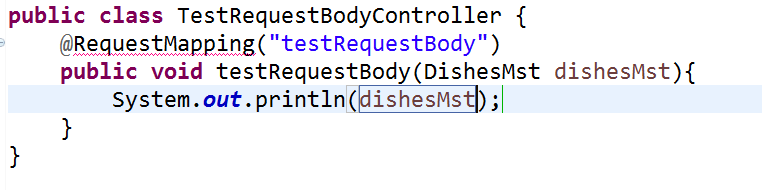 public class TestRequestBodyController {
    @RequestMapping("testRequestBody")
    public void testRequestBody(DishesMst dishesMst){
        System.out.println(dishesMst);
    }
}